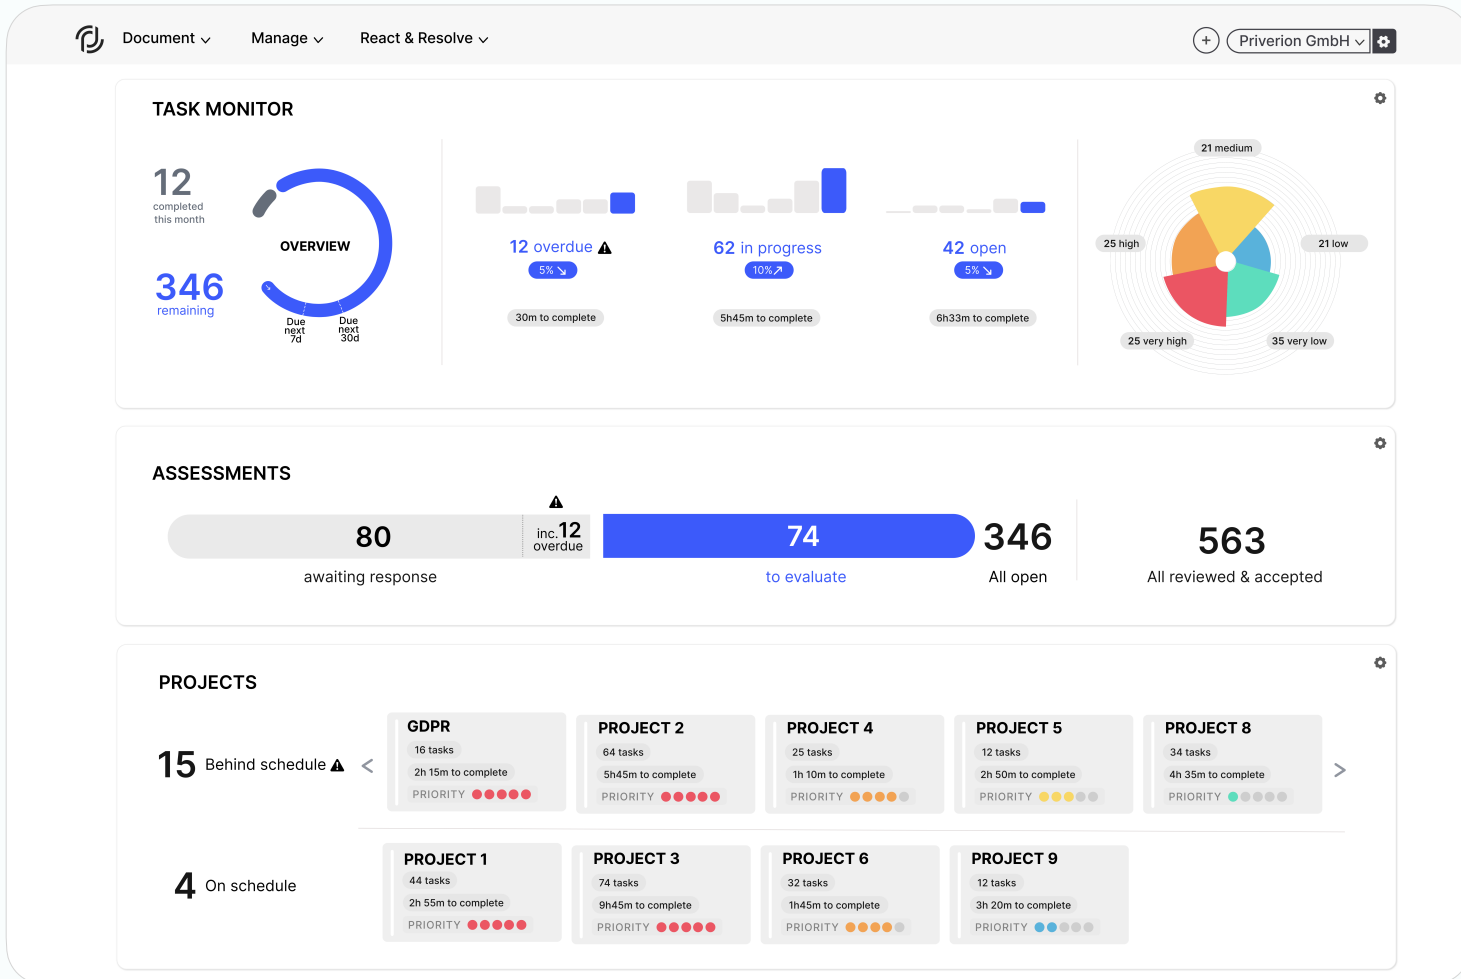 Document
Manage
React & Resolve
+
Priverion GmbH
TASK MONITOR
12
completed
this month
346
remaining
OVERVIEW
Due
next
7d
Due
next
30d
12 overdue
5%
30m to complete
62 in progress
10%
5h45m to complete
42 open
5%
6h33m to complete
21 medium
25 high
21 low
25 very high
35 very low
ASSESSMENTS
80
inc.12
overdue
awaiting response
74
to evaluate
346
All open
563
All reviewed & accepted
PROJECTS
15 Behind schedule
GDPR
16 tasks
2h 15m to complete
PRIORITY
PROJECT 2
64 tasks
5h45m to complete
PRIORITY
PROJECT 4
25 tasks
1h 10m to complete
PRIORITY
PROJECT 5
12 tasks
2h 50m to complete
PRIORITY
PROJECT 8
34 tasks
4h 35m to complete
PRIORITY
4 On schedule
PROJECT 1
44 tasks
2h 55m to complete
PRIORITY
PROJECT 3
74 tasks
9h45m to complete
PRIORITY
PROJECT 6
32 tasks
1h45m to complete
PRIORITY
PROJECT 9
12 tasks
3h 20m to complete
PRIORITY